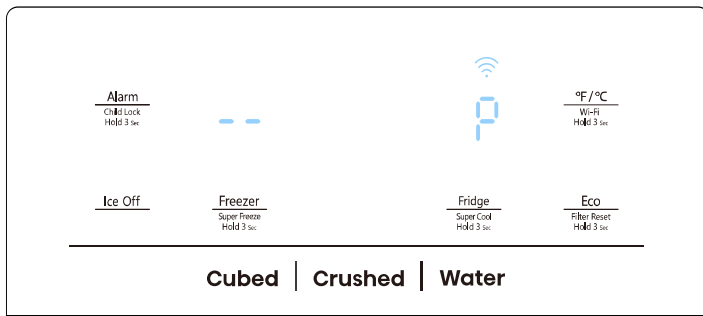 Alarm
Child Lock
Hold 3 Sec
-- P
°F/°C
Wi-Fi
Hold 3 Sec
Ice Off
Freezer
Super Freeze
Hold 3 Sec
Fridge
Super Cool
Hold 3 Sec
Eco
Filter Reset
Hold 3 Sec
Cubed | Crushed | Water